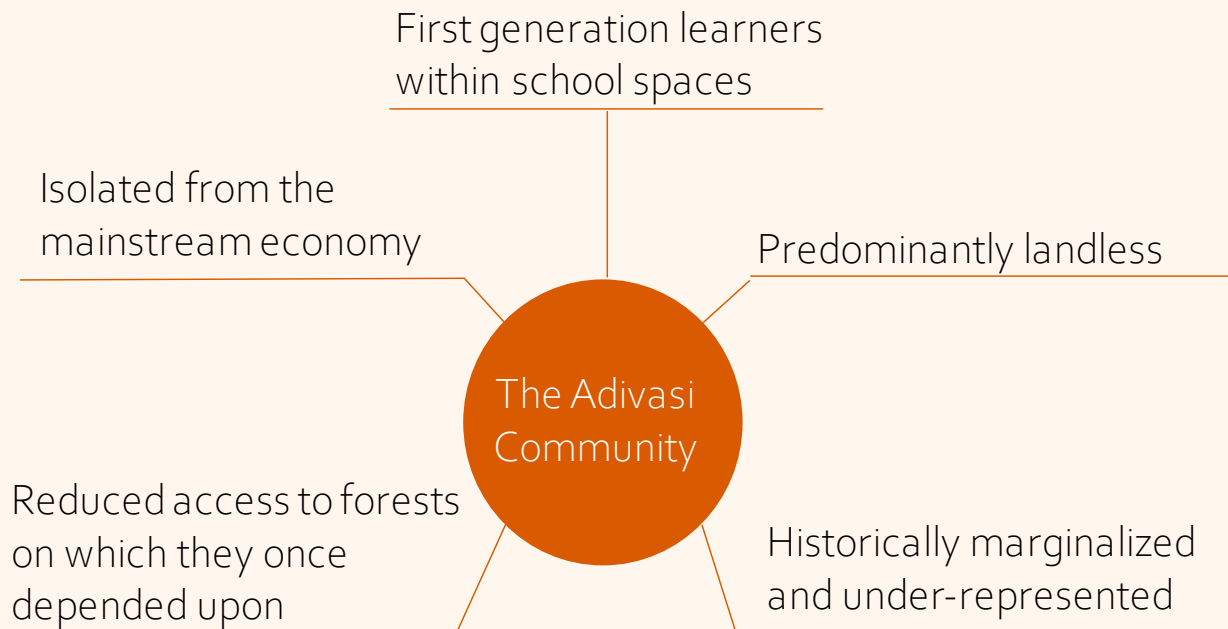 First generation learners
within school spaces
Isolated from the
mainstream economy
Predominantly landless
The Adivasi
Community
Reduced access to forests
on which they once
depended upon
Historically marginalized
and under-represented